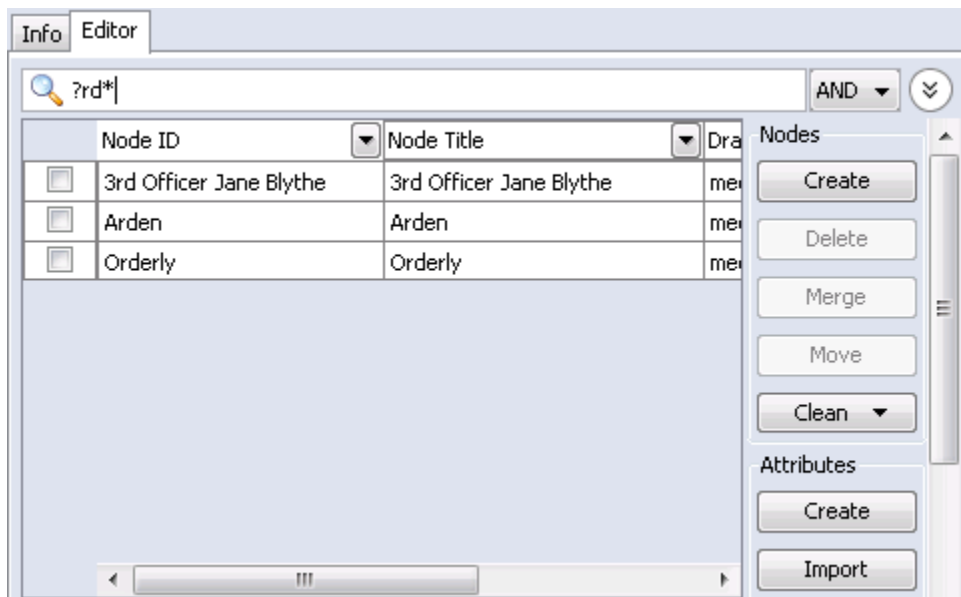 Info Editor
?rd* AND
Node ID Node Title Dra
3rd Officer Jane Blythe 3rd Officer Jane Blythe
Arden Arden
Orderly Orderly
Nodes
Create
Delete
Merge
Move
Clean
Attributes
Create
Import